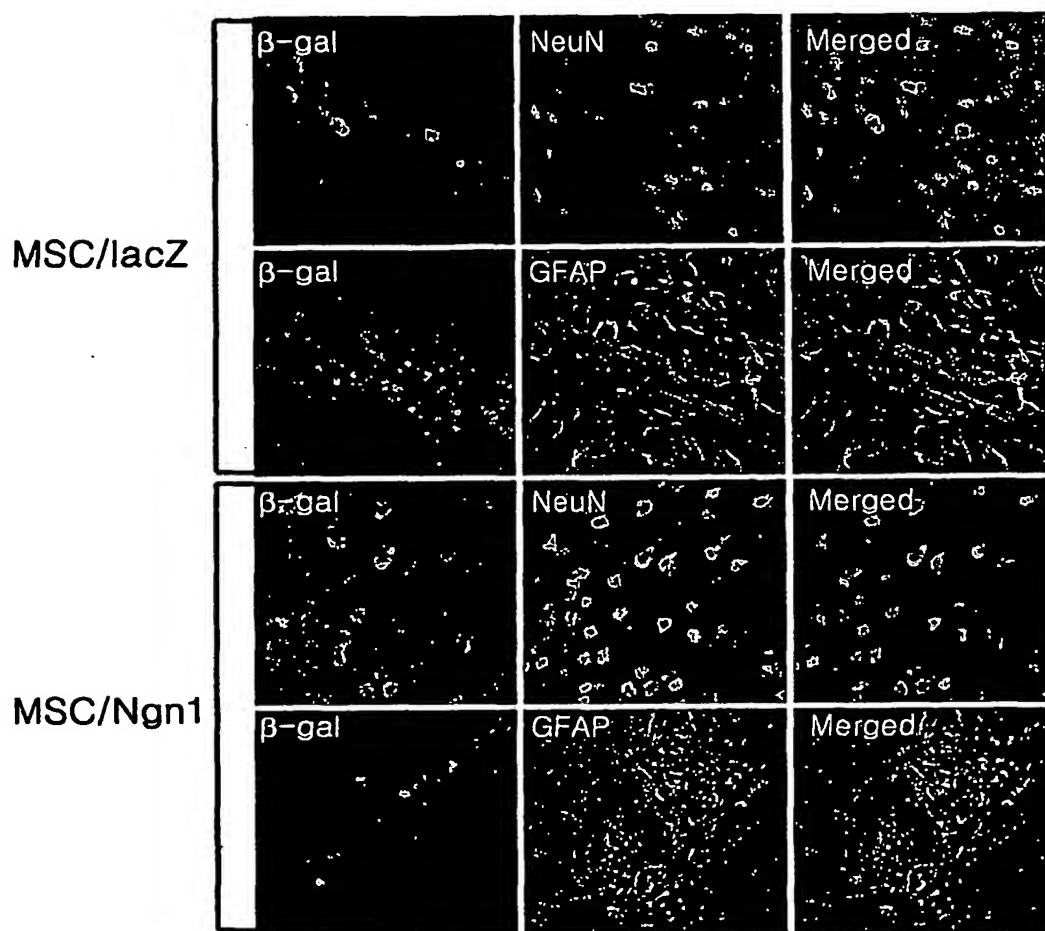 β-gal NeuN Merged
MSC/lacZ
β-gal GFAP Merged
β-gal NeuN Merged
MSC/Ngn1
β-gal GFAP Merged